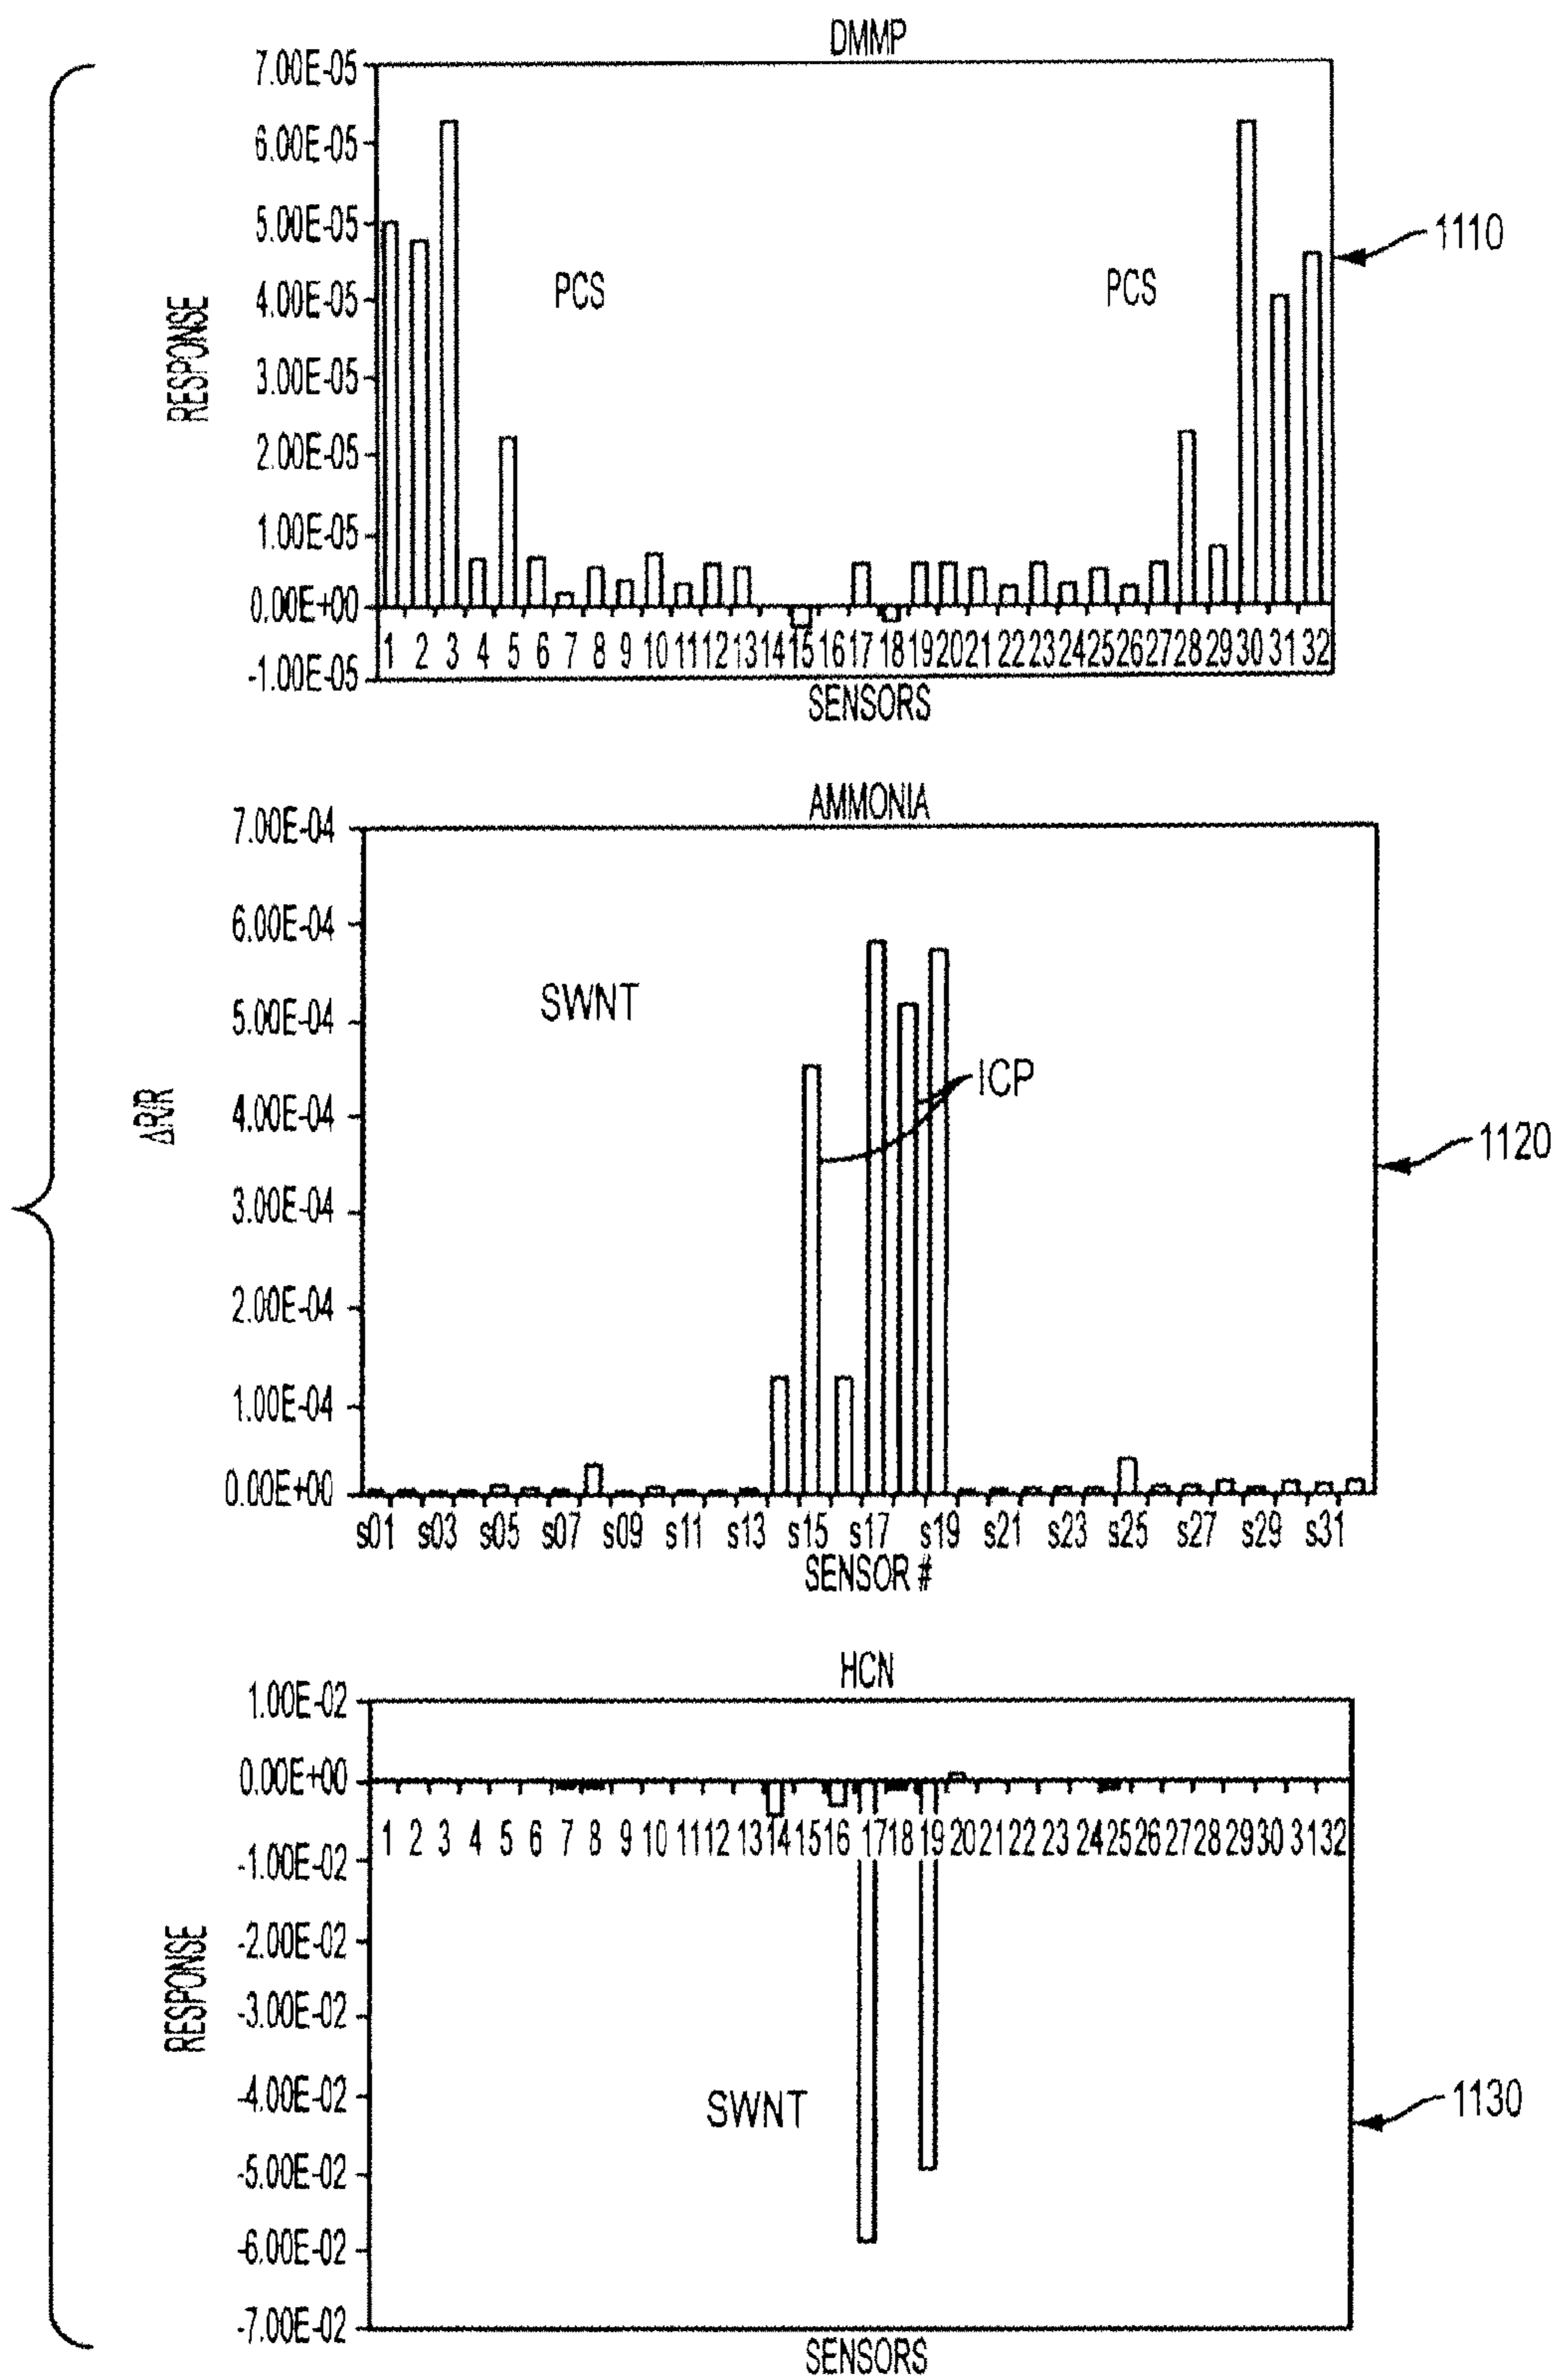 DMMP
7.00E-05
6.00E-05
5.00E-05
4.00E-05
3.00E-05
2.00E-05
1.00E-05
0.00E+00
-1.00E-05
RESPONSE
PCS
PCS
1110
1 2 3 4 5 6 7 8 9 10 11 12 13 14 15 16 17 18 19 20 21 22 23 24 25 26 27 28 29 30 31 32
SENSORS
AMMONIA
7.00E-04
6.00E-04
5.00E-04
4.00E-04
3.00E-04
2.00E-04
1.00E-04
0.00E+00
ΔR/R
SWNT
ICP
1120
s01 s03 s05 s07 s09 s11 s13 s15 s17 s19 s21 s23 s25 s27 s29 s31
SENSOR #
HCN
1.00E-02
0.00E+00
-1.00E-02
-2.00E-02
-3.00E-02
-4.00E-02
-5.00E-02
-6.00E-02
-7.00E-02
RESPONSE
1 2 3 4 5 6 7 8 9 10 11 12 13 14 15 16 17 18 19 20 21 22 23 24 25 26 27 28 29 30 31 32
SWNT
1130
SENSORS